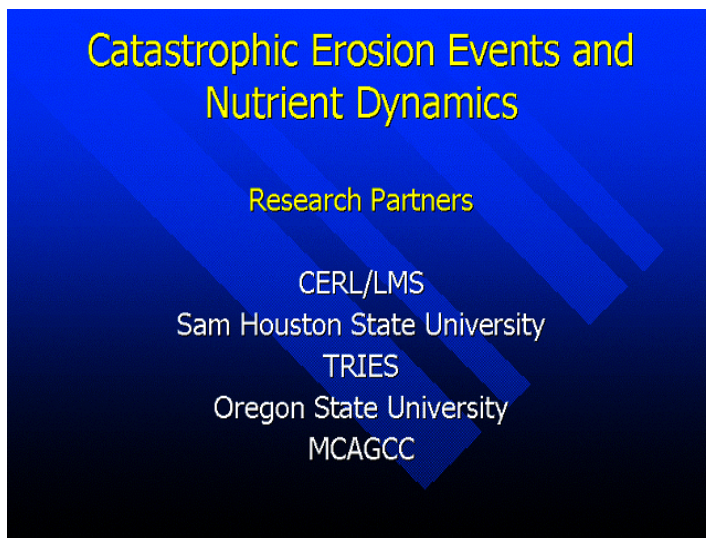 Catastrophic Erosion Events and
Nutrient Dynamics
Research Partners
CERL/LMS
Sam Houston State University
TRIES
Oregon State University
MCAGCC